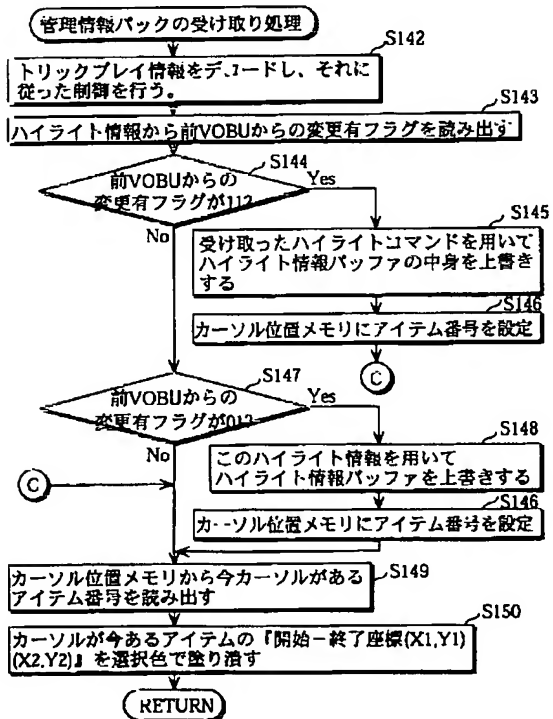 管理情報パックの受け取り処理
S142
トリックプレイ情報をデコードし、それに
従った制御を行う。
S143
ハイライト情報から前VOBUからの変更有フラグを読み出す
S144
前VOBUからの
変更有フラグが11?
Yes
No
S145
受け取ったハイライトコマンドを用いて
ハイライト情報バッファの中身を上書き
する
S146
カーソル位置メモリにアイテム番号を設定
C
S147
前VOBUからの
変更有フラグが01?
Yes
No
S148
このハイライト情報を用いて
ハイライト情報バッファを上書きする
C
S146
カーソル位置メモリにアイテム番号を設定
S149
カーソル位置メモリから今カーソルがある
アイテム番号を読み出す
S150
カーソルが今あるアイテムの『開始－終了座標(X1,Y1)
(X2,Y2)』を選択色で塗り潰す
RETURN